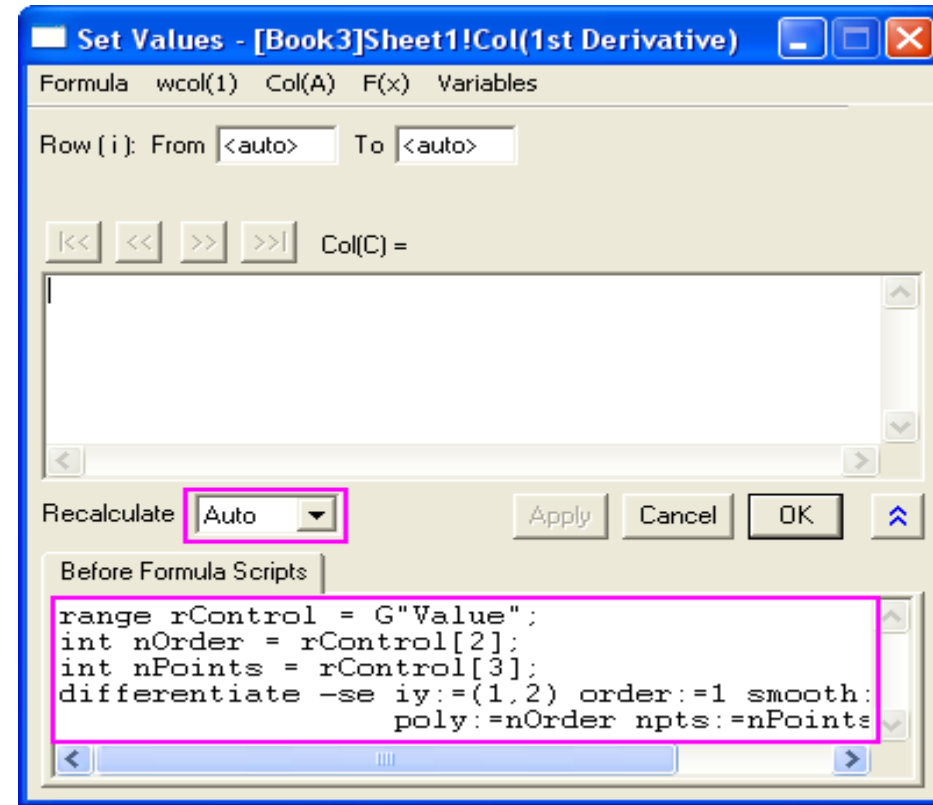 Set Values - [Book3]Sheet1!Col(1st Derivative)
Formula wcol(1) Col(A) F(x) Variables
Row (i): From <auto> To <auto>
|<< << >> >>| Col(C) =
Recalculate Auto Apply Cancel OK
Before Formula Scripts
range rControl = G"Value";
int nOrder = rControl[2];
int nPoints = rControl[3];
differentiate -se iy:=(1,2) order:=1 smooth:
poly:=nOrder npts:=nPoints